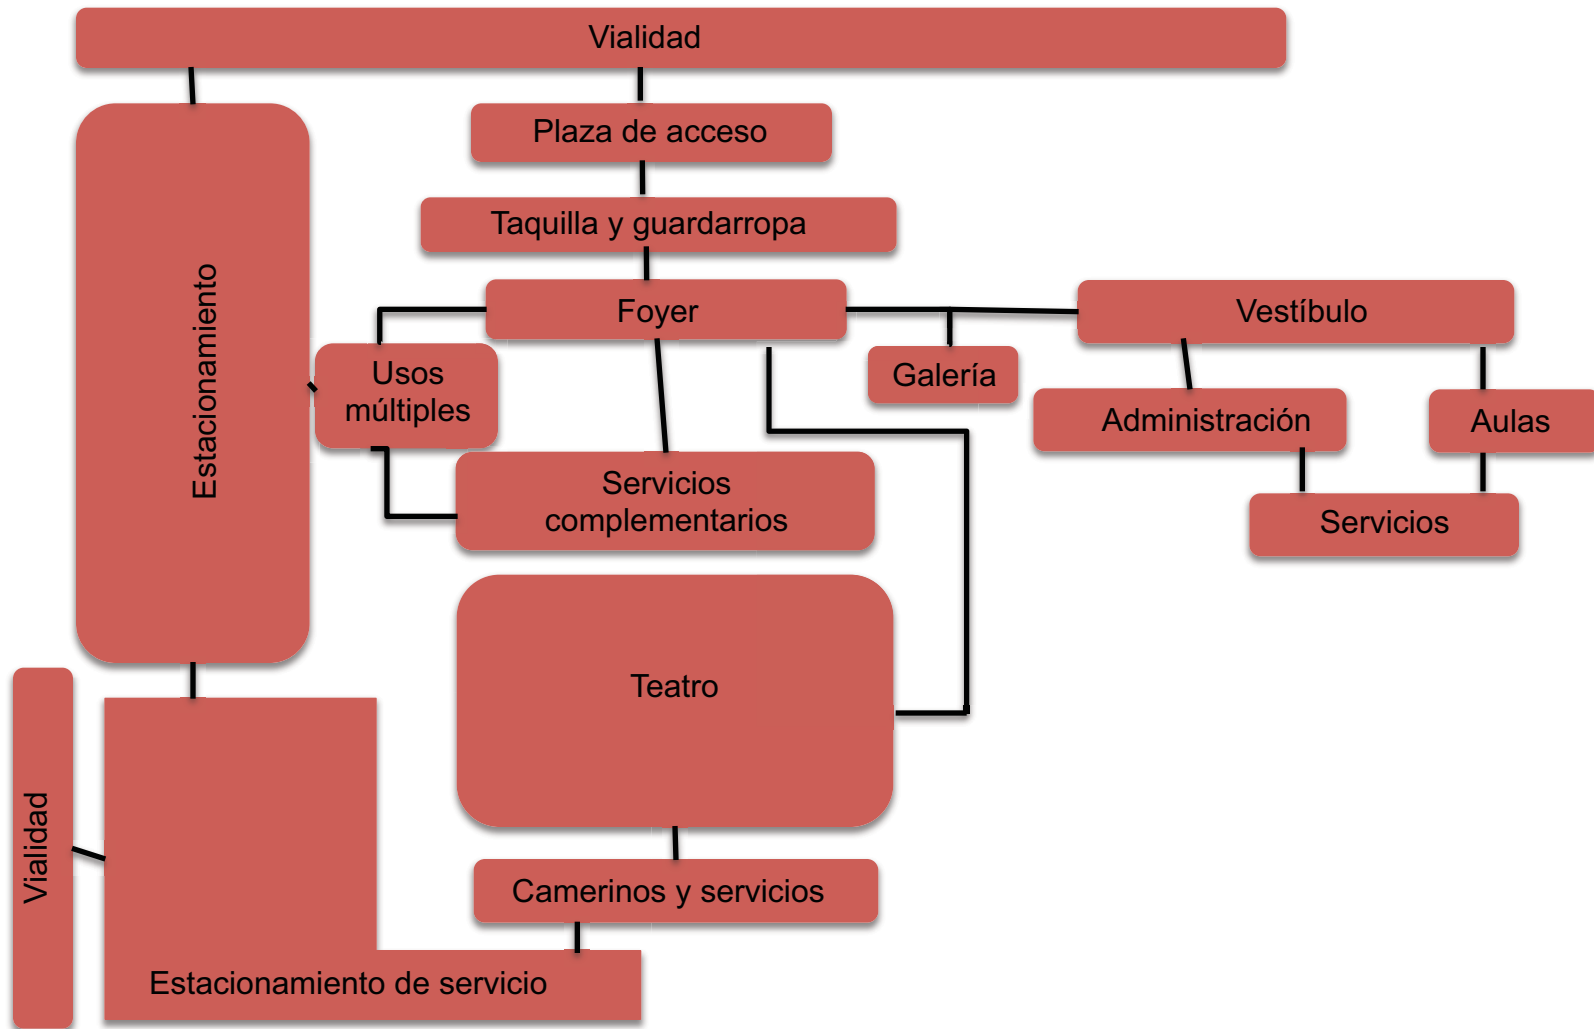 Vialidad
Plaza de acceso
Taquilla y guardarropa
Estacionamiento
Foyer
Vestíbulo
Usos
múltiples
Galería
Administración
Aulas
Servicios
complementarios
Servicios
Teatro
Vialidad
Camerinos y servicios
Estacionamiento de servicio